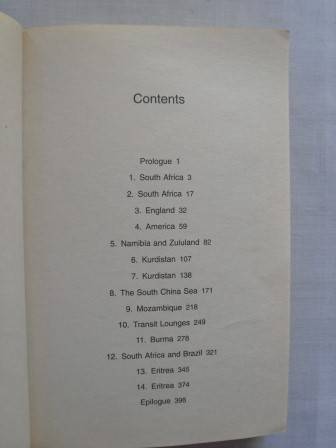 Contents
Prologue 1
1. South Africa 3
2. South Africa 17
3. England 32
4. America 59
5. Namibia and Zululand 82
6. Kurdistan 107
7. Kurdistan 138
8. The South China Sea 171
9. Mozambique 218
10. Transit Lounges 249
11. Burma 278
12. South Africa and Brazil 321
13. Eritrea 345
14. Eritrea 374
Epilogue 395